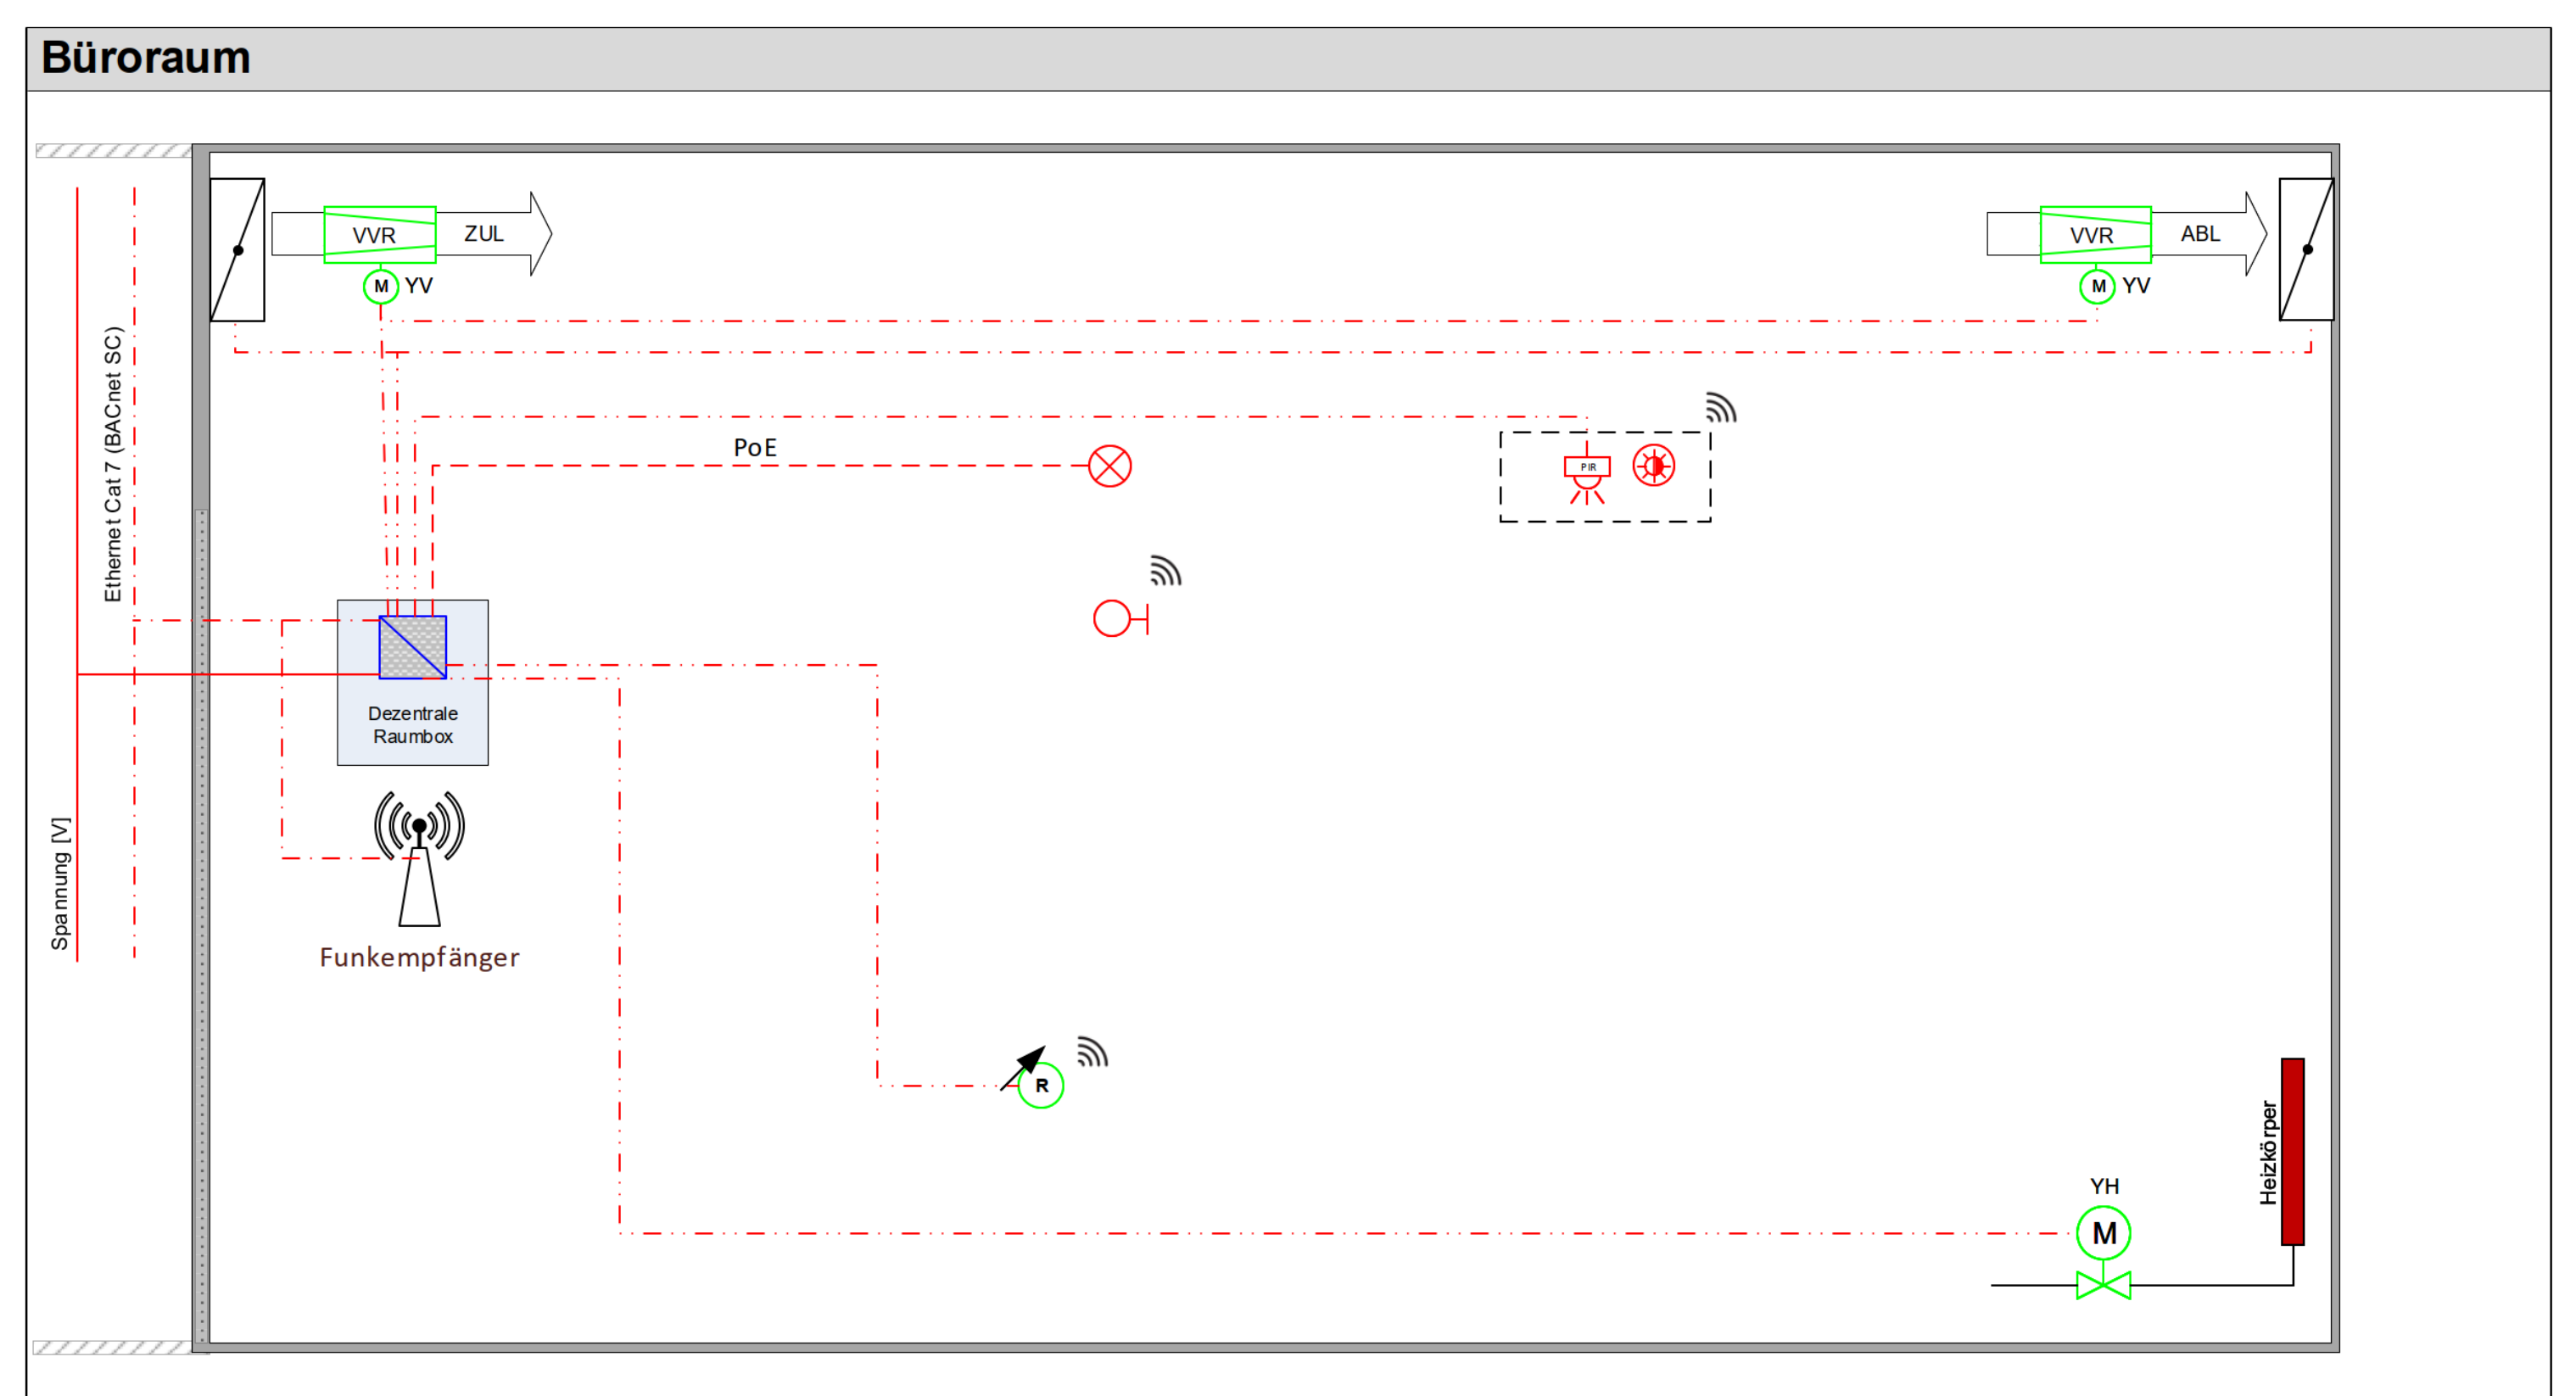 Büroraum
VVR
ZUL
M
YV
VVR
ABL
M
YV
Ethernet Cat 7 (BACnet SC)
PoE
PIR
Dezentrale
Raumbox
Spannung [V]
Funkempfänger
R
Heizkörper
YH
M